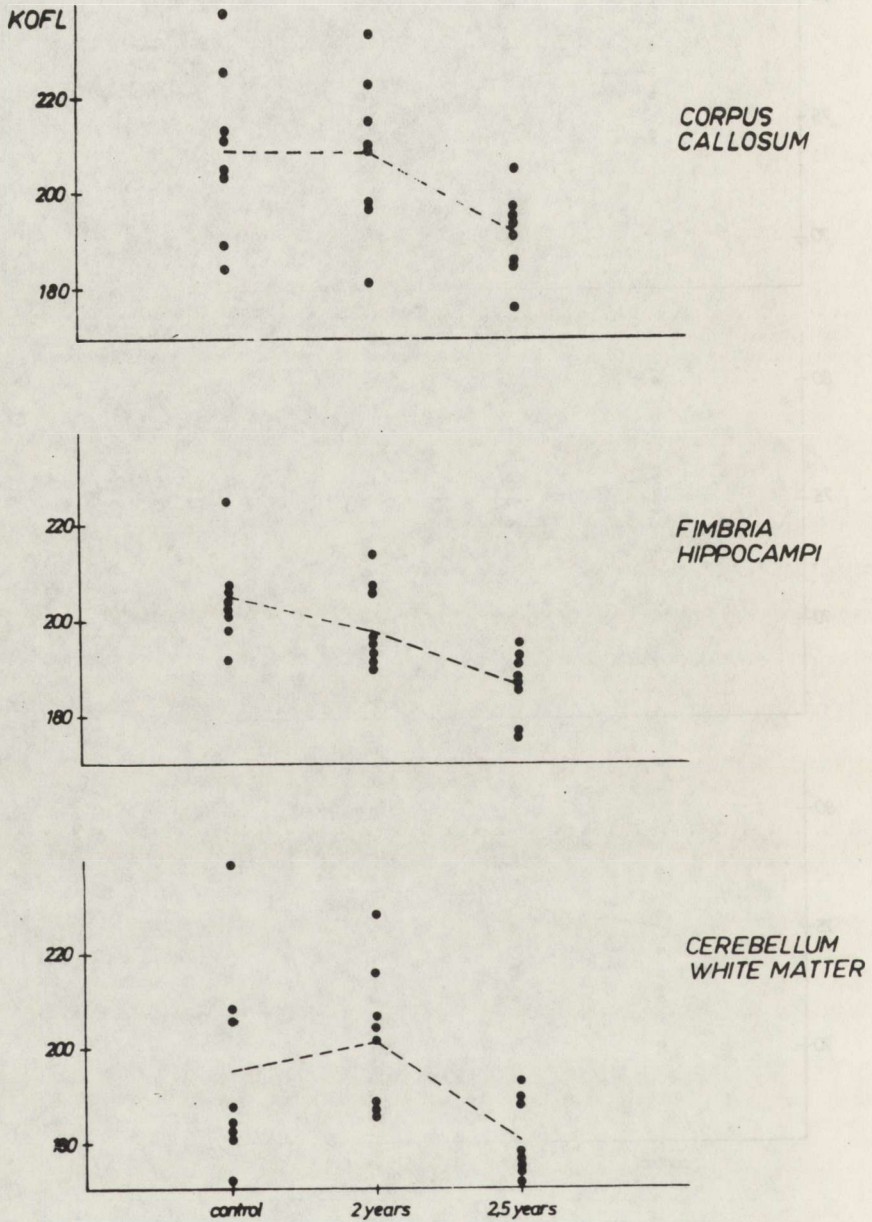 KOFL
220
200
180
CORPUS
CALLOSUM
220
200
180
FIMBRIA
HIPPOCAMPI
220
200
180
CEREBELLUM
WHITE MATTER
control
2 years
2,5 years